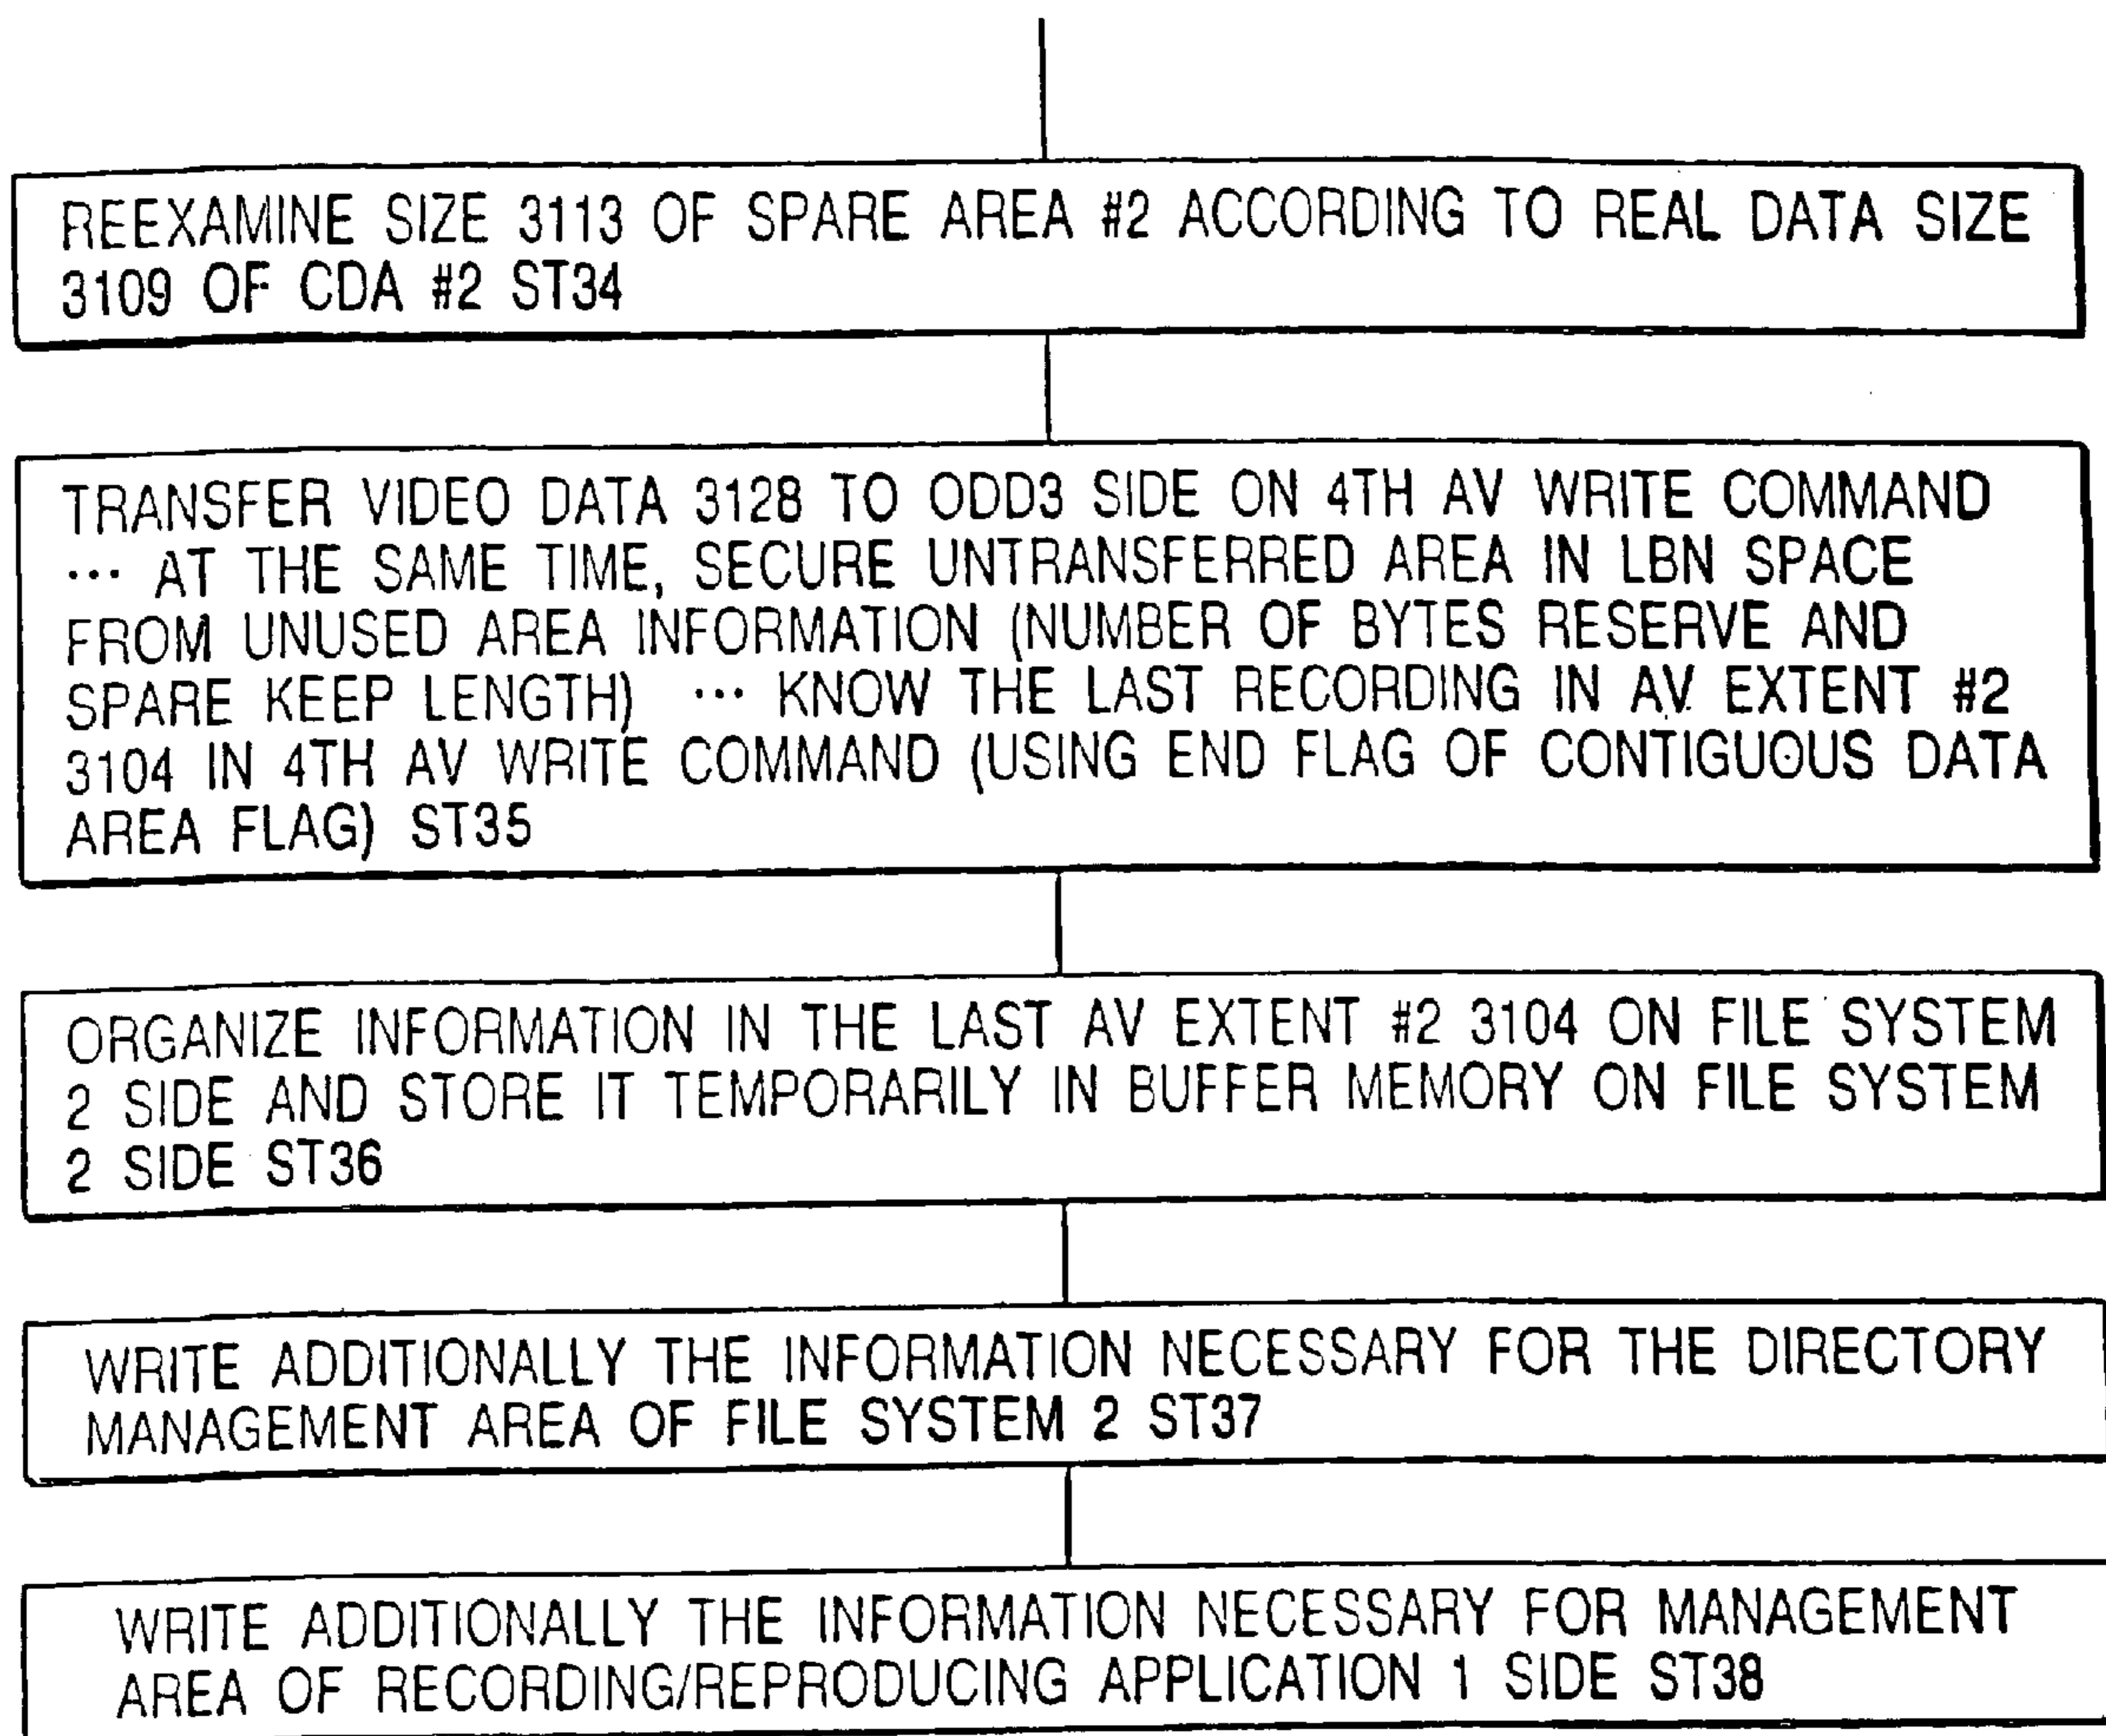 REEXAMINE SIZE 3113 OF SPARE AREA #2 ACCORDING TO REAL DATA SIZE
3109 OF CDA #2 ST34
TRANSFER VIDEO DATA 3128 TO ODD3 SIDE ON 4TH AV WRITE COMMAND
··· AT THE SAME TIME, SECURE UNTRANSFERRED AREA IN LBN SPACE
FROM UNUSED AREA INFORMATION (NUMBER OF BYTES RESERVE AND
SPARE KEEP LENGTH) ··· KNOW THE LAST RECORDING IN AV EXTENT #2
3104 IN 4TH AV WRITE COMMAND (USING END FLAG OF CONTIGUOUS DATA
AREA FLAG) ST35
ORGANIZE INFORMATION IN THE LAST AV EXTENT #2 3104 ON FILE SYSTEM
2 SIDE AND STORE IT TEMPORARILY IN BUFFER MEMORY ON FILE SYSTEM
2 SIDE ST36
WRITE ADDITIONALLY THE INFORMATION NECESSARY FOR THE DIRECTORY
MANAGEMENT AREA OF FILE SYSTEM 2 ST37
WRITE ADDITIONALLY THE INFORMATION NECESSARY FOR MANAGEMENT
AREA OF RECORDING/REPRODUCING APPLICATION 1 SIDE ST38